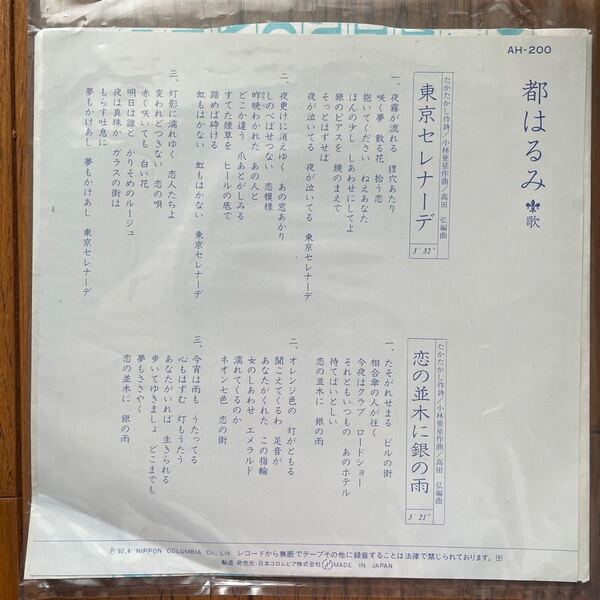 AH-200
都はるみ 歌
東京セレナーデ
たかたかし作詩/小林亜星作曲/高田 弘編曲
3′32″
一、夜霧が流れる 狸穴あたり
咲く夢 散る花 拾う恋
抱いてください ねえあなた
ほんの少し しあわせにしてよ
銀のピアスを 鏡のまえで
そっとはずせば
夜が泣いてる 夜が泣いてる 東京セレナーデ
二、夜更けに消えゆく あの窓あかり
しのべばせつない 恋模様
昨晩わかれた あの人と
どこか違う 爪あとがしみる
すてた煙草を ヒールの底で
踏めば砕ける
虹もはかない 虹もはかない 東京セレナーデ
三、灯影に濡れゆく 恋人たちよ
変われどつきない 恋の唄
赤く咲いても 白い花
明日は誰と かりそめのルージュ
夜は真珠か ガラスの街は
もらす吐息に
夢もかけあし 夢もかけあし 東京セレナーデ
恋の並木に銀の雨
たかたかし作詩/小林亜星作曲/高田 弘編曲
3′21″
一、たそがれせまる ビルの街
相合傘の人が往く
今夜はクラブ ロードショー
それともいつもの あのホテル
待てばいとしい
恋の並木に 銀の雨
二、オレンジ色の 灯がともる
聞こえてくるわ 足音が
あなたがくれた この指輪
女のしあわせ エメラルド
濡れてくるのか
ネオン七色 恋の街
三、今宵は雨も うたってる
心もはずむ 灯もうたう
あなたがいれば 生きられる
歩いてゆきましょ どこまでも
夢もささやく
恋の並木に 銀の雨
Ⓟ'82.4 NIPPON COLUMBIA Co., Ltd. レコードから無断でテープその他に録音することは法律で禁じられております。
製造 発売元・日本コロムビア株式会社 MADE IN JAPAN